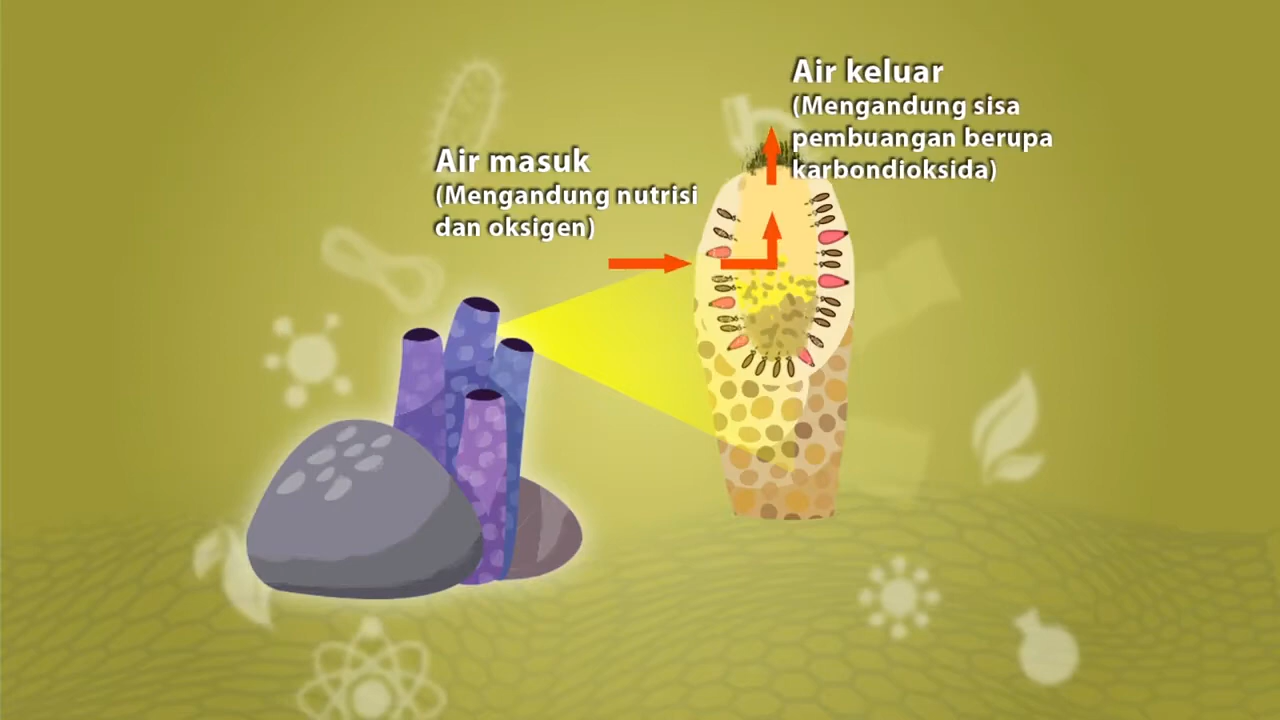 Air masuk
(Mengandung nutrisi
dan oksigen)
Air keluar
(Mengandung sisa
pembuangan berupa
karbondioksida)